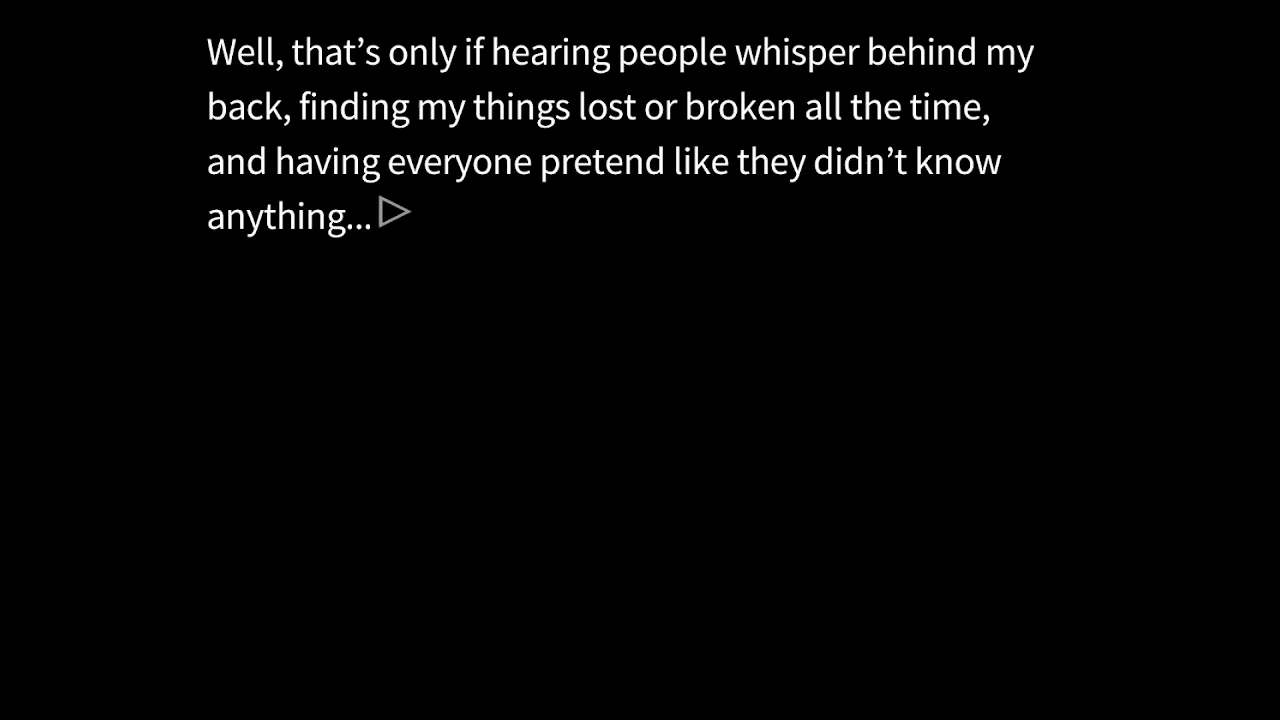 Well, that’s only if hearing people whisper behind my
back, finding my things lost or broken all the time,
and having everyone pretend like they didn’t know
anything...